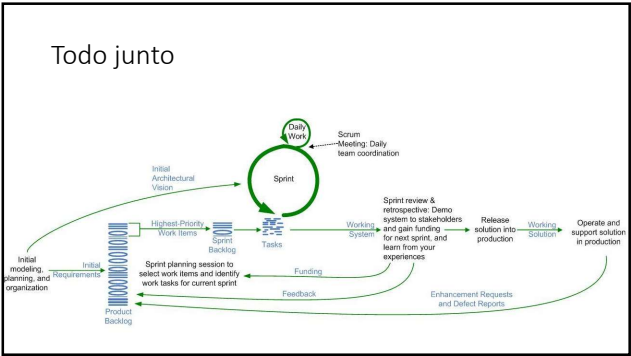 Todo junto
Daily
Work
Scrum
Meeting: Daily
team coordination
Initial
Architectural
Vision
Sprint
Sprint review &
retrospective: Demo
system to stakeholders
and gain funding
for next sprint, and
learn from your
experiences
Highest-Priority
Work Items
Sprint
Backlog
Tasks
Working
System
Release
solution into
production
Working
Solution
Operate and
support solution
in production
Initial
modeling,
planning, and
organization
Initial
Requirements
Sprint planning session to
select work items and identify
work tasks for current sprint
Funding
Feedback
Enhancement Requests
and Defect Reports
Product
Backlog